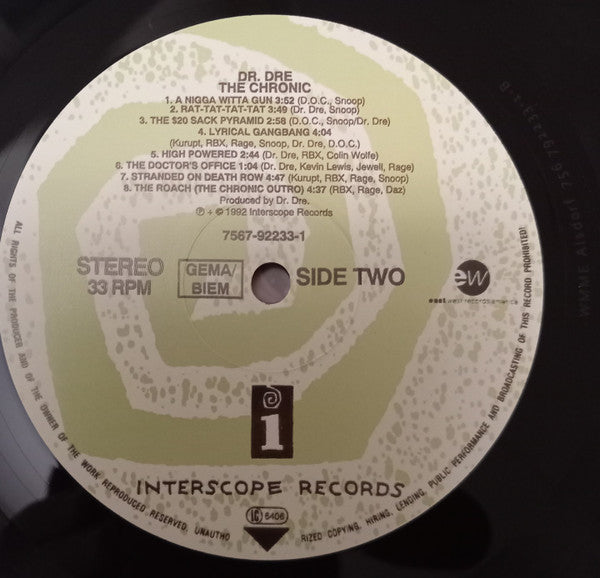 DR. DRE
THE CHRONIC
1. A NIGGA WITTA GUN 3:52 (D.O.C., Snoop)
2. RAT-TAT-TAT-TAT 3:49 (Dr. Dre, Snoop)
3. THE $20 SACK PYRAMID 2:58 (D.O.C., Snoop/Dr. Dre)
4. LYRICAL GANGBANG 4:04
(Kurupt, RBX, Rage, Snoop, Dr. Dre, D.O.C.)
5. HIGH POWERED 2:44 (Dr. Dre, RBX, Colin Wolfe)
6. THE DOCTOR'S OFFICE 1:04 (Dr. Dre, Kevin Lewis, Jewell, Rage)
7. STRANDED ON DEATH ROW 4:47 (Kurupt, RBX, Rage, Snoop)
8. THE ROACH (THE CHRONIC OUTRO) 4:37 (RBX, Rage, Daz)
Produced by Dr. Dre.
℗ + © 1992 Interscope Records
7567-92233-1
STEREO
33 RPM
GEMA/
BIEM
SIDE TWO
ew
east west records america
i
INTERSCOPE RECORDS
LC 6406
ALL RIGHTS OF THE PRODUCER AND OF THE OWNER OF THE WORK REPRODUCED RESERVED. UNAUTHO RIZED COPYING, HIRING, LENDING, PUBLIC PERFORMANCE AND BROADCASTING OF THIS RECORD PROHIBITED!
WMME Alsdorf